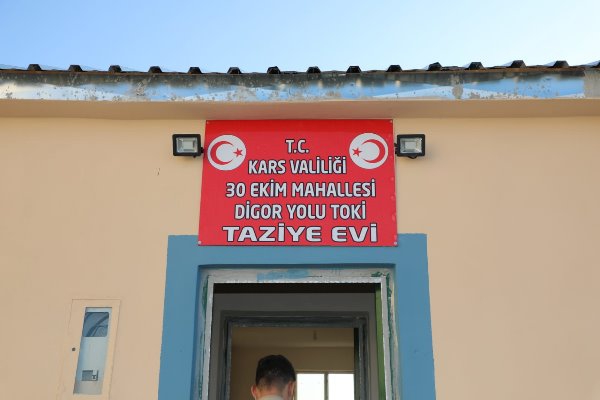 T.C.
KARS VALİLİĞİ
30 EKİM MAHALLESİ
DİGOR YOLU TOKİ
TAZİYE EVİ